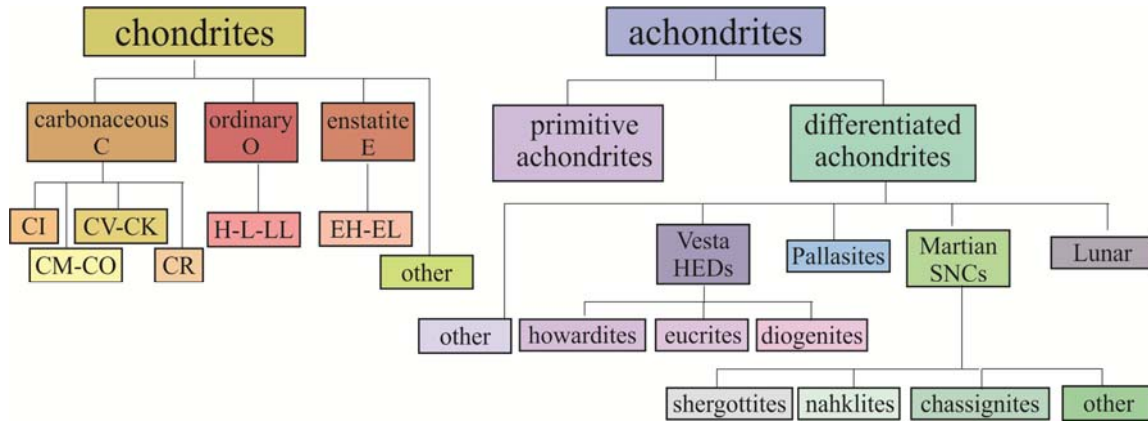 chondrites
achondrites
carbonaceous
C
ordinary
O
enstatite
E
primitive
achondrites
differentiated
achondrites
CI
CV-CK
H-L-LL
EH-EL
CM-CO
CR
other
Vesta
HEDs
Pallasites
Martian
SNCs
Lunar
other
howardites
eucrites
diogenites
shergottites
nahklites
chassignites
other